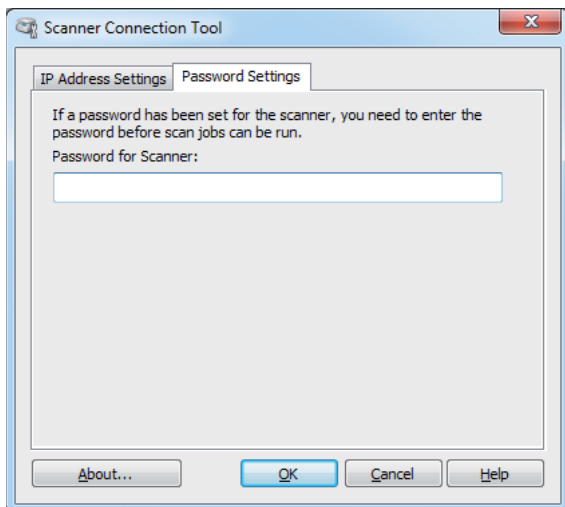 Scanner Connection Tool
IP Address Settings
Password Settings
If a password has been set for the scanner, you need to enter the
password before scan jobs can be run.
Password for Scanner:
About...
OK
Cancel
Help